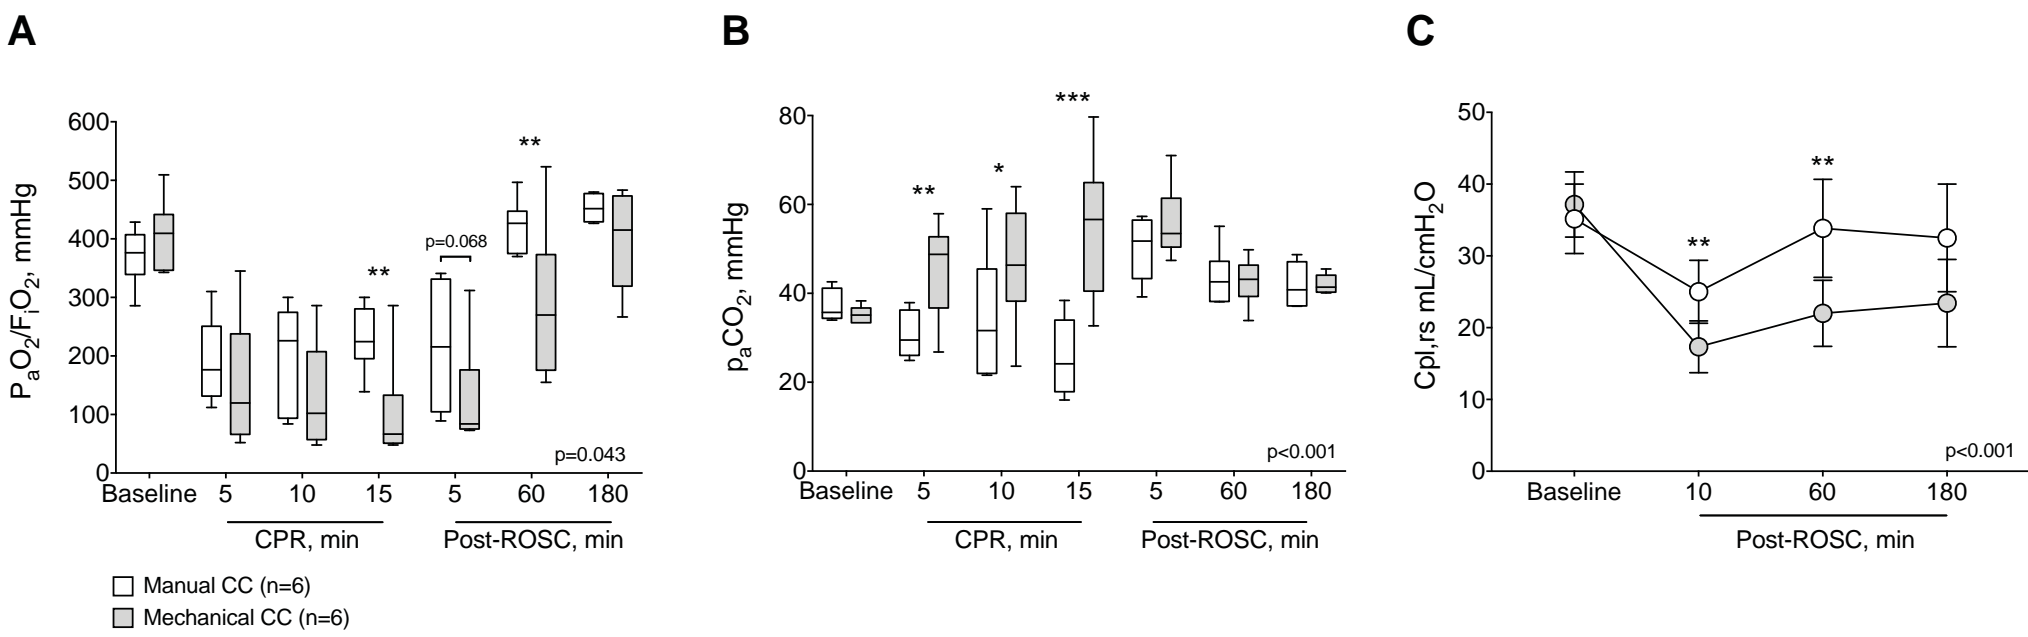 A
PaO2/FiO2, mmHg
600
500
400
300
200
100
0
**
p=0.068
**
p=0.043
Baseline 5 10 15 5 60 180
CPR, min Post-ROSC, min
Manual CC (n=6)
Mechanical CC (n=6)
B
paCO2, mmHg
80
60
40
20
0
**
*
***
p<0.001
Baseline 5 10 15 5 60 180
CPR, min Post-ROSC, min
C
Cpl,rs mL/cmH2O
50
40
30
20
10
0
**
**
p<0.001
Baseline 10 60 180
Post-ROSC, min